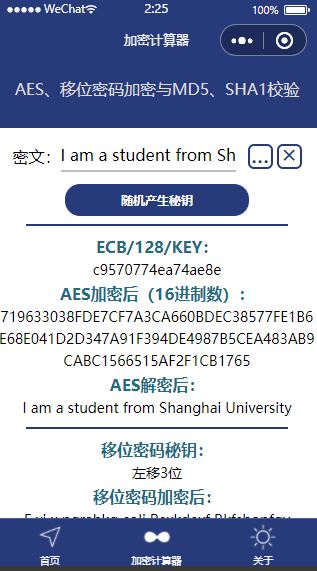 WeChat 2:25 100%
加密计算器
AES、移位密码加密与MD5、SHA1校验
密文: I am a student from Sh ...
随机产生秘钥
ECB/128/KEY:
c9570774ea74ae8e
AES加密后（16进制数）:
719633038FDE7CF7A3CA660BDEC38577FE1B6
E68E041D2D347A91F394DE4987B5CEA483AB9
CABC1566515AF2F1CB1765
AES解密后:
I am a student from Shanghai University
移位密码秘钥:
左移3位
移位密码加密后:
首页 加密计算器 关于